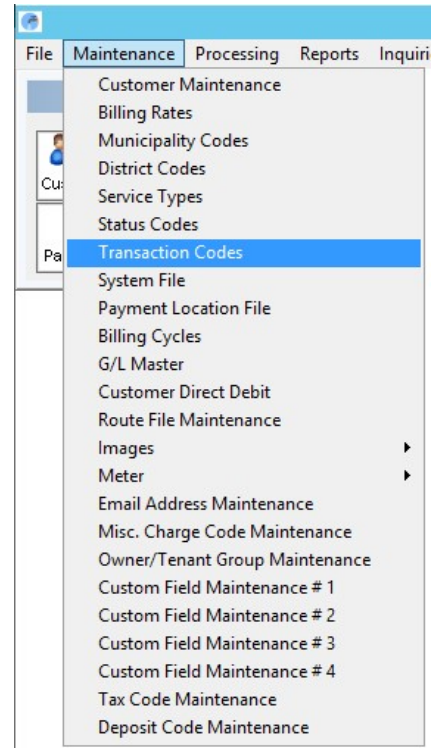 File Maintenance Processing Reports Inquiri
Customer Maintenance
Billing Rates
Municipality Codes
District Codes
Service Types
Status Codes
Transaction Codes
System File
Payment Location File
Billing Cycles
G/L Master
Customer Direct Debit
Route File Maintenance
Images
Meter
Email Address Maintenance
Misc. Charge Code Maintenance
Owner/Tenant Group Maintenance
Custom Field Maintenance # 1
Custom Field Maintenance # 2
Custom Field Maintenance # 3
Custom Field Maintenance # 4
Tax Code Maintenance
Deposit Code Maintenance
Cu
Pa